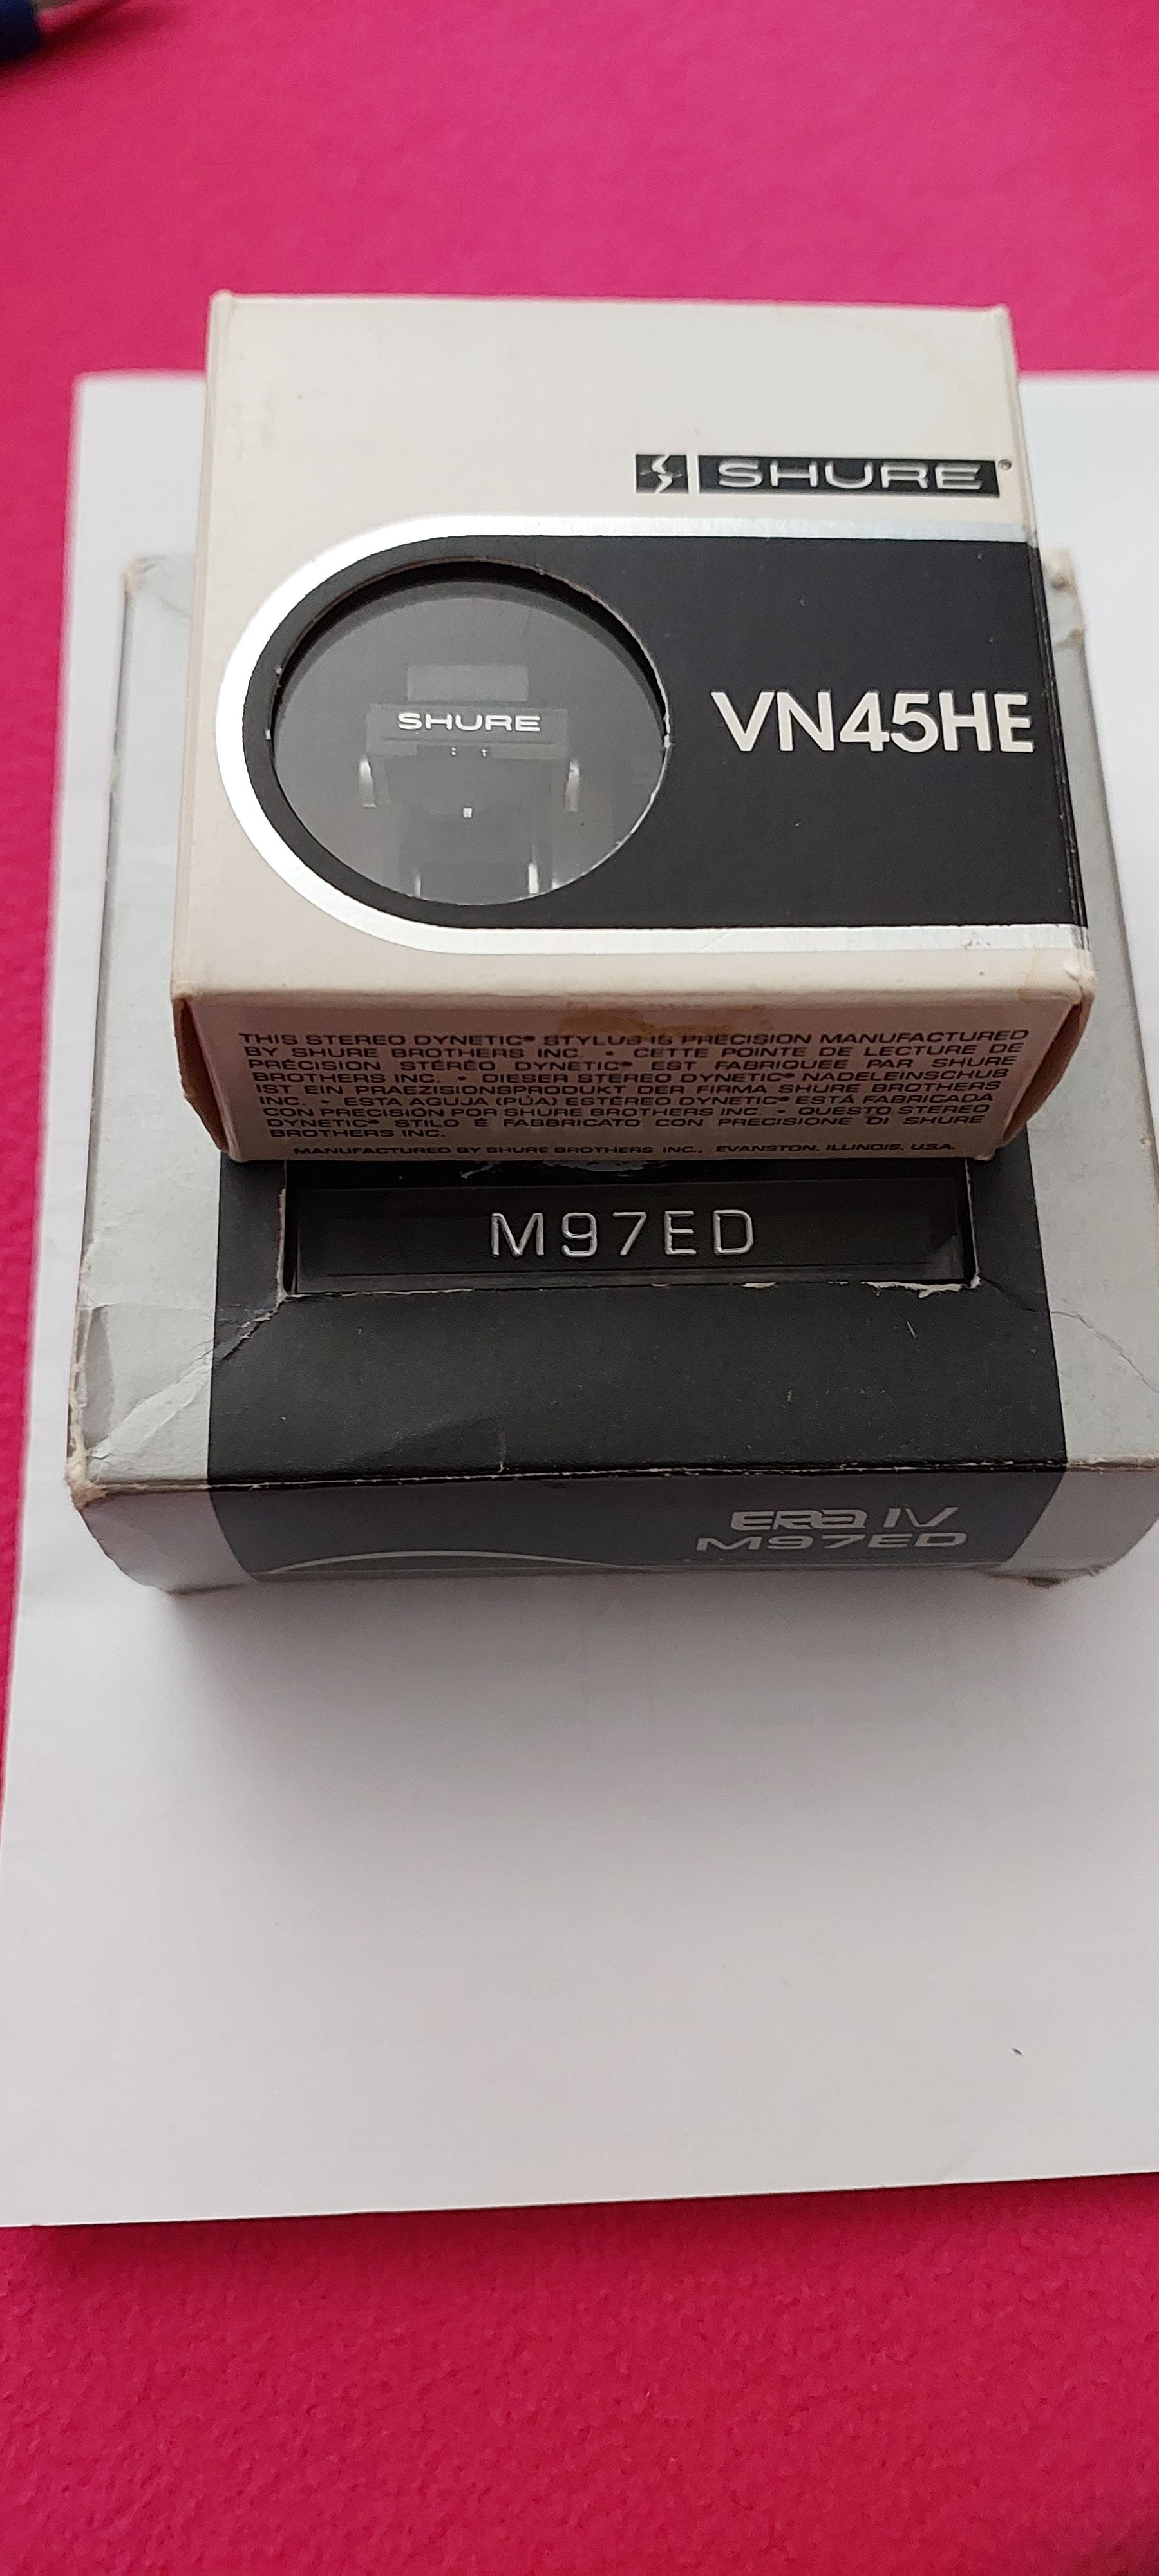 SHURE®
SHURE
VN45HE
THIS STEREO DYNETIC® STYLUS IS PRECISION MANUFACTURED
BY SHURE BROTHERS INC. • CETTE POINTE DE LECTURE DE
PRÉCISION STÉRÉO DYNETIC® EST FABRIQUÉE PAR SHURE
BROTHERS INC. • DIESER STEREO DYNETIC® NADELEINSCHUB
IST EIN PRAEZISIONSPRODUKT DER FIRMA SHURE BROTHERS
INC. • ESTA AGUJA (PÚA) ESTÉREO DYNETIC® ESTÁ FABRICADA
CON PRECISIÓN POR SHURE BROTHERS INC. • QUESTO STEREO
DYNETIC® STILO È FABBRICATO CON PRECISIONE DI SHURE
BROTHERS INC.
MANUFACTURED BY SHURE BROTHERS INC., EVANSTON, ILLINOIS, U.S.A.
M97ED
ERA IV
M97ED